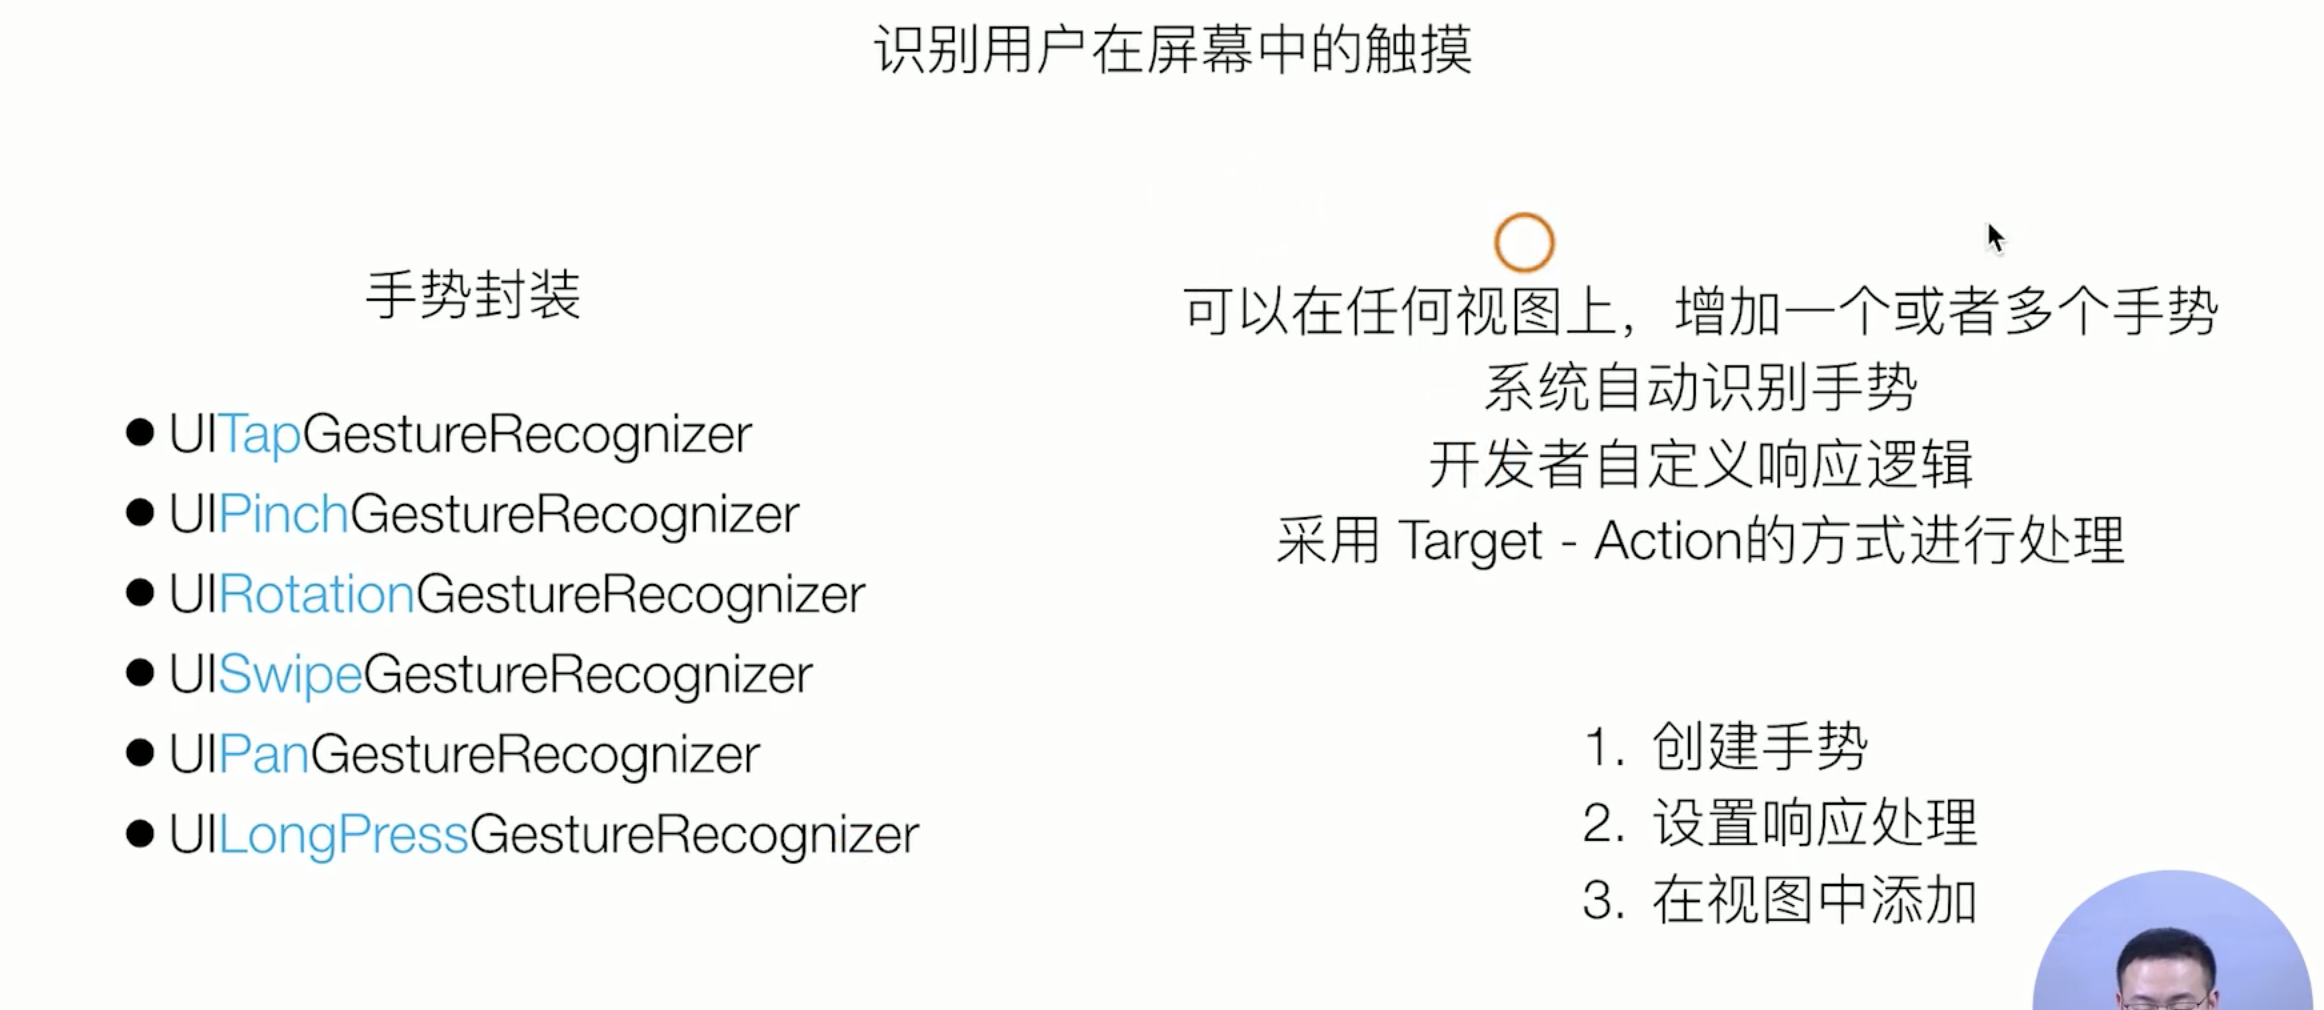 识别用户在屏幕中的触摸
手势封装
● UITapGestureRecognizer
● UIPinchGestureRecognizer
● UIRotationGestureRecognizer
● UISwipeGestureRecognizer
● UIPanGestureRecognizer
● UILongPressGestureRecognizer
可以在任何视图上，增加一个或者多个手势
系统自动识别手势
开发者自定义响应逻辑
采用 Target - Action的方式进行处理
1. 创建手势
2. 设置响应处理
3. 在视图中添加